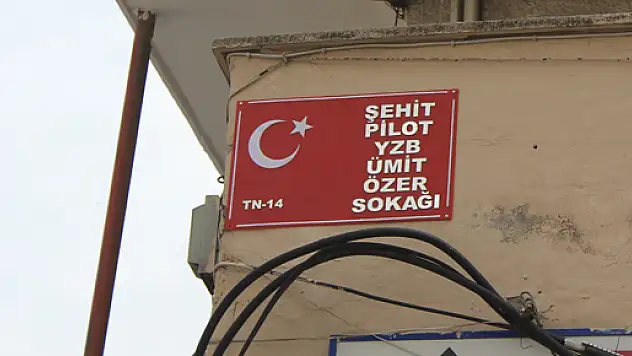 ŞEHİT
PİLOT
YZB
ÜMİT
ÖZER
SOKAĞI
TN-14